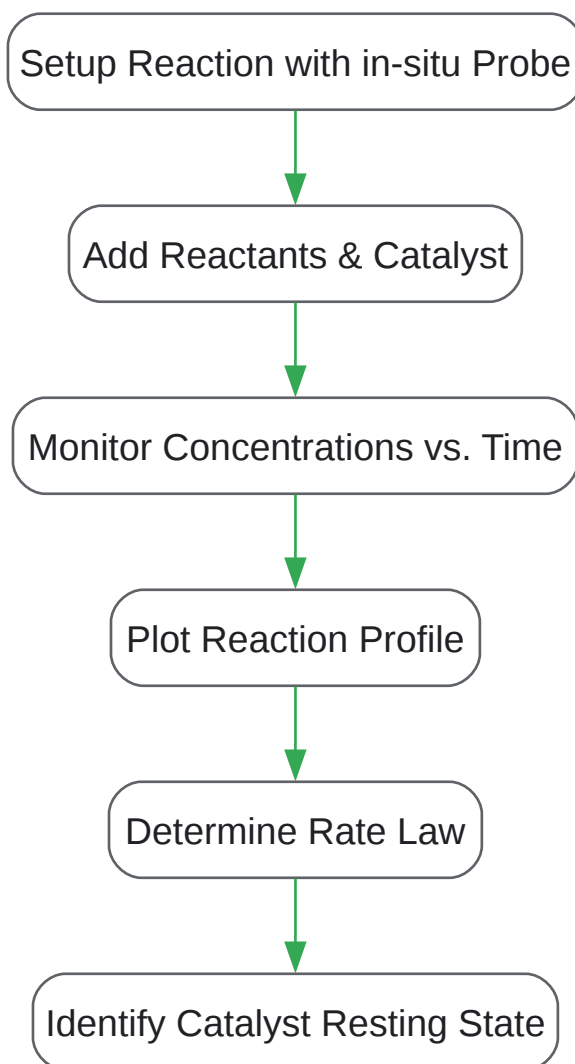 Setup Reaction with in-situ Probe
Add Reactants & Catalyst
Monitor Concentrations vs. Time
Plot Reaction Profile
Determine Rate Law
Identify Catalyst Resting State